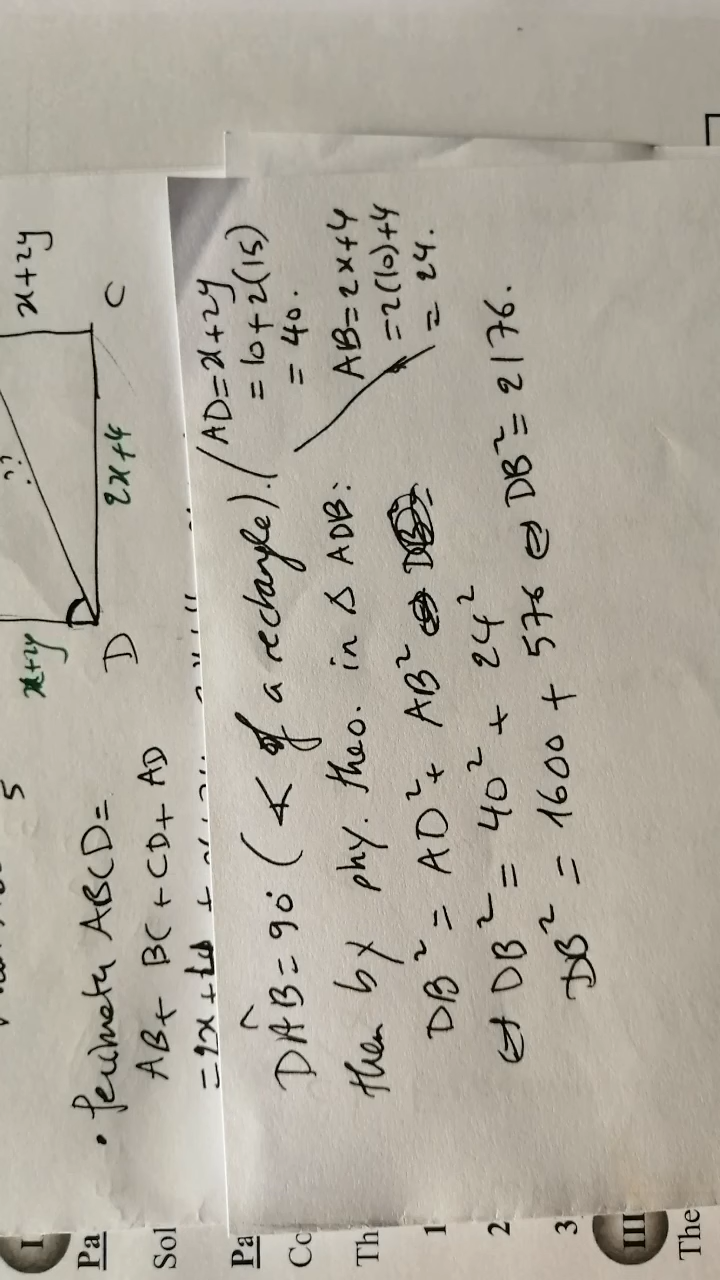 5
x+2y
x+2y
??
2x+4
D
C
• Perimeter ABCD=
AB+ BC + CD+ AD
I
Pa
Sol
DÂB = 90° (∢ of a rectangle).
AD=x+2y
= 10+2(15)
= 40.
then by phy. theo. in Δ ADB:
AB=2x+4
=2(10)+4
= 24.
DB² = AD² + AB²
DB² = 40² + 24²
DB² = 1600 + 576 DB² = 2176.
Pa
Th
1
2
3
III
The